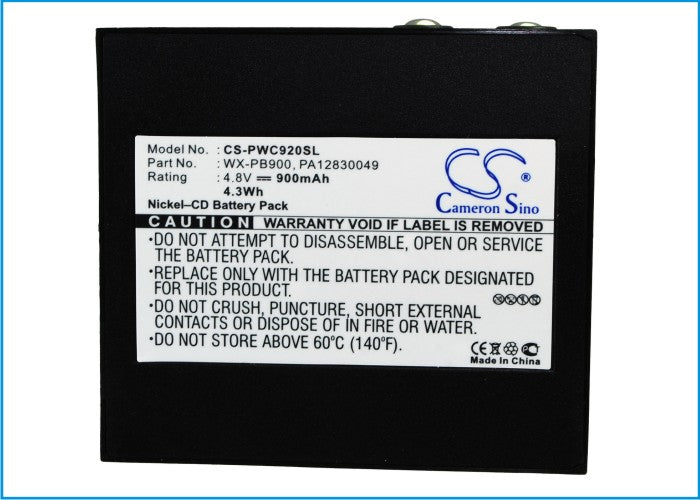 Model No. : CS-PWC920SL
Part No. : WX-PB900, PA12830049
Rating : 4.8V 900mAh
4.3Wh
Nickel–CD Battery Pack
CS
®
Cameron Sino
CAUTION WARRANTY VOID IF LABEL REMOVED
•DO NOT ATTEMPT TO DISASSEMBLE, OPEN OR SERVICE
THE BATTERY PACK.
•REPLACE ONLY WITH THE BATTERY PACK SPECIFIED
FOR THIS PRODUCT.
•DO NOT CRUSH, PUNCTURE, SHORT EXTERNAL
CONTACTS OR DISPOSE OF IN FIRE OR WATER.
•DO NOT STORE ABOVE 60°C (140°F)
CE
Made In China